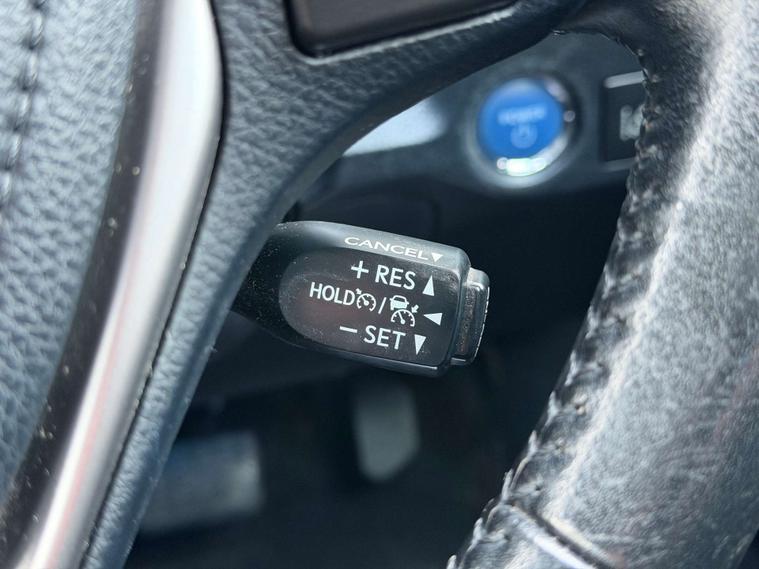 CANCEL▼
+ RES ▲
HOLD / ◀
− SET ▼